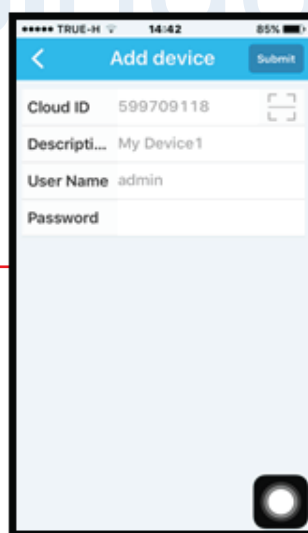 TRUE-H 14:42 85%
Add device Submit
Cloud ID 599709118
Descripti... My Device1
User Name admin
Password